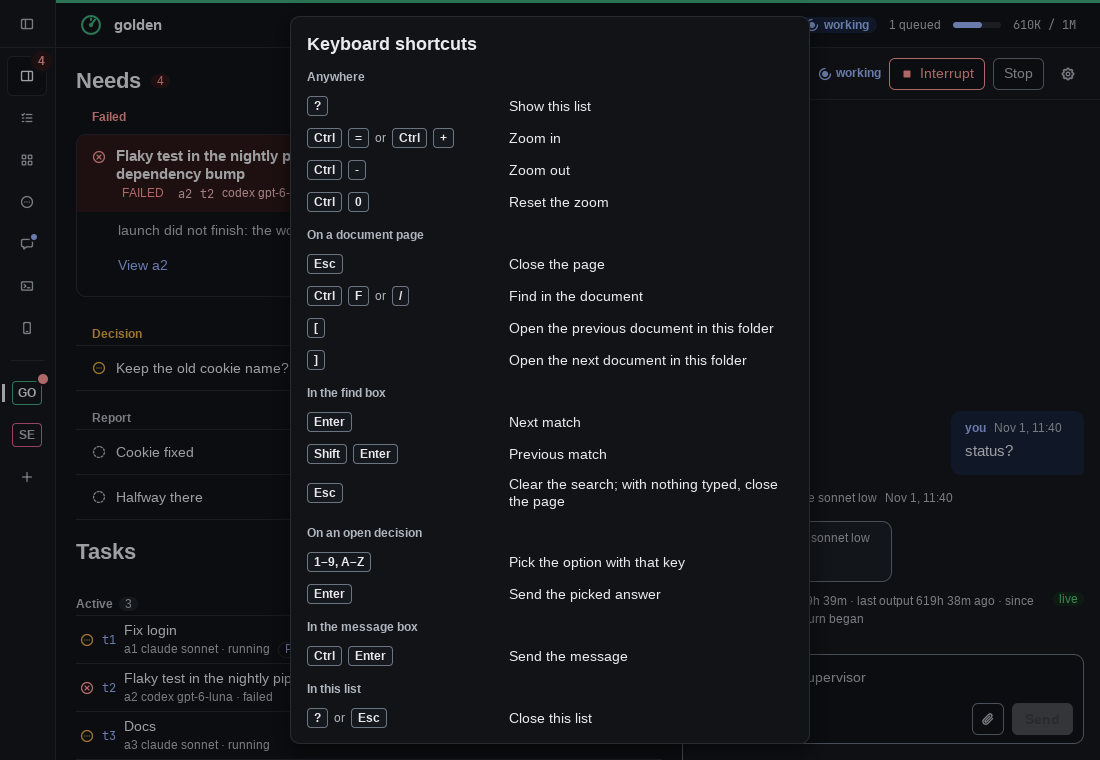 golden
working
1 queued
610K / 1M
4
Needs 4
working
Interrupt
Stop
Failed
Flaky test in the nightly p
dependency bump
FAILED a2 t2 codex gpt-6-
launch did not finish: the wo
View a2
Decision
Keep the old cookie name?
Report
Cookie fixed
Halfway there
GO
SE
Tasks
Active 3
t1 Fix login
a1 claude sonnet · running
t2 Flaky test in the nightly pip
a2 codex gpt-6-luna · failed
t3 Docs
a3 claude sonnet · running
Keyboard shortcuts
Anywhere
? Show this list
Ctrl = or Ctrl + Zoom in
Ctrl - Zoom out
Ctrl 0 Reset the zoom
On a document page
Esc Close the page
Ctrl F or / Find in the document
[ Open the previous document in this folder
] Open the next document in this folder
In the find box
Enter Next match
Shift Enter Previous match
Esc Clear the search; with nothing typed, close
the page
On an open decision
1–9, A–Z Pick the option with that key
Enter Send the picked answer
In the message box
Ctrl Enter Send the message
In this list
? or Esc Close this list
you Nov 1, 11:40
status?
sonnet low Nov 1, 11:40
sonnet low
9h 39m · last output 619h 38m ago · since
urn began
live
upervisor
Send